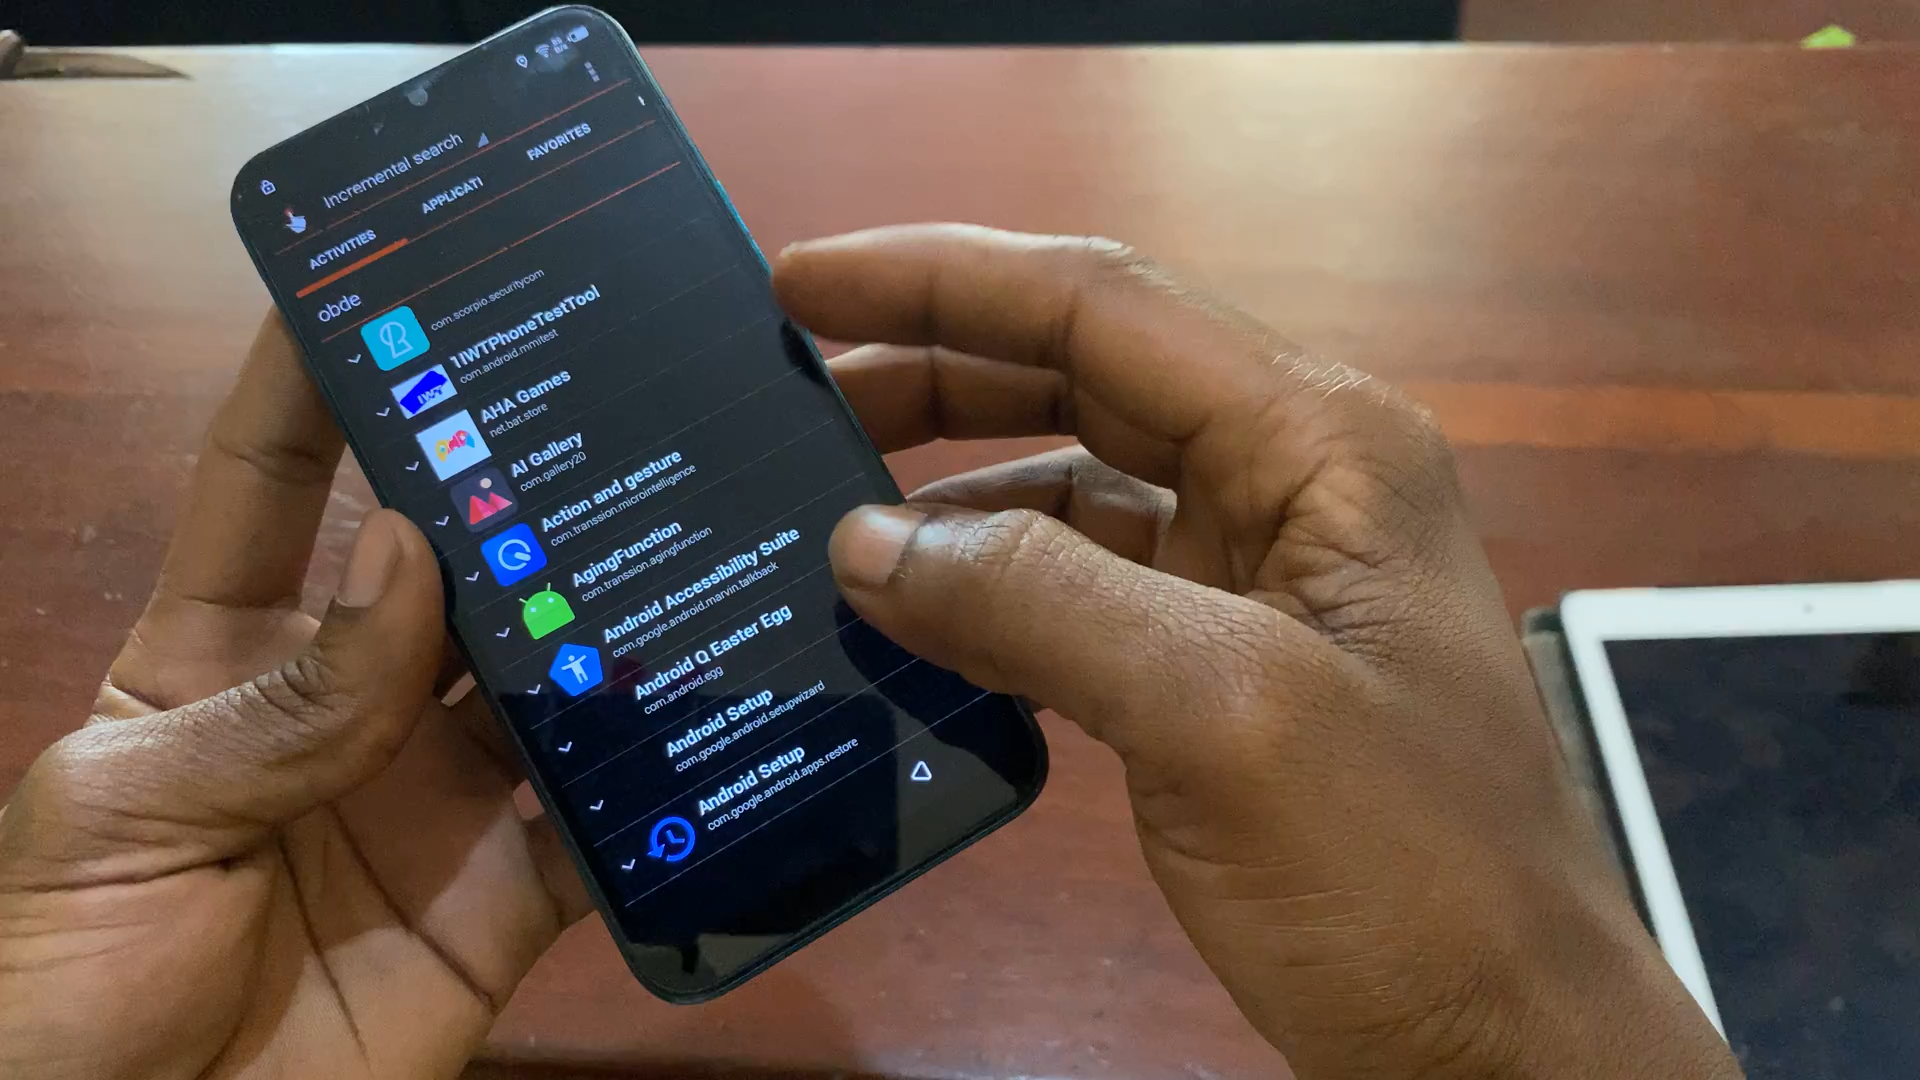 Incremental search
ACTIVITIES
APPLICATI
FAVORITES
obde
com.scorpio.securitycom
1IWTPhoneTestTool
com.android.mmitest
IWT
AHA Games
net.bat.store
AI Gallery
com.gallery20
Action and gesture
com.transsion.microintelligence
AgingFunction
com.transsion.agingfunction
Android Accessibility Suite
com.google.android.marvin.talkback
Android Q Easter Egg
com.android.egg
Android Setup
com.google.android.setupwizard
Android Setup
com.google.android.apps.restore